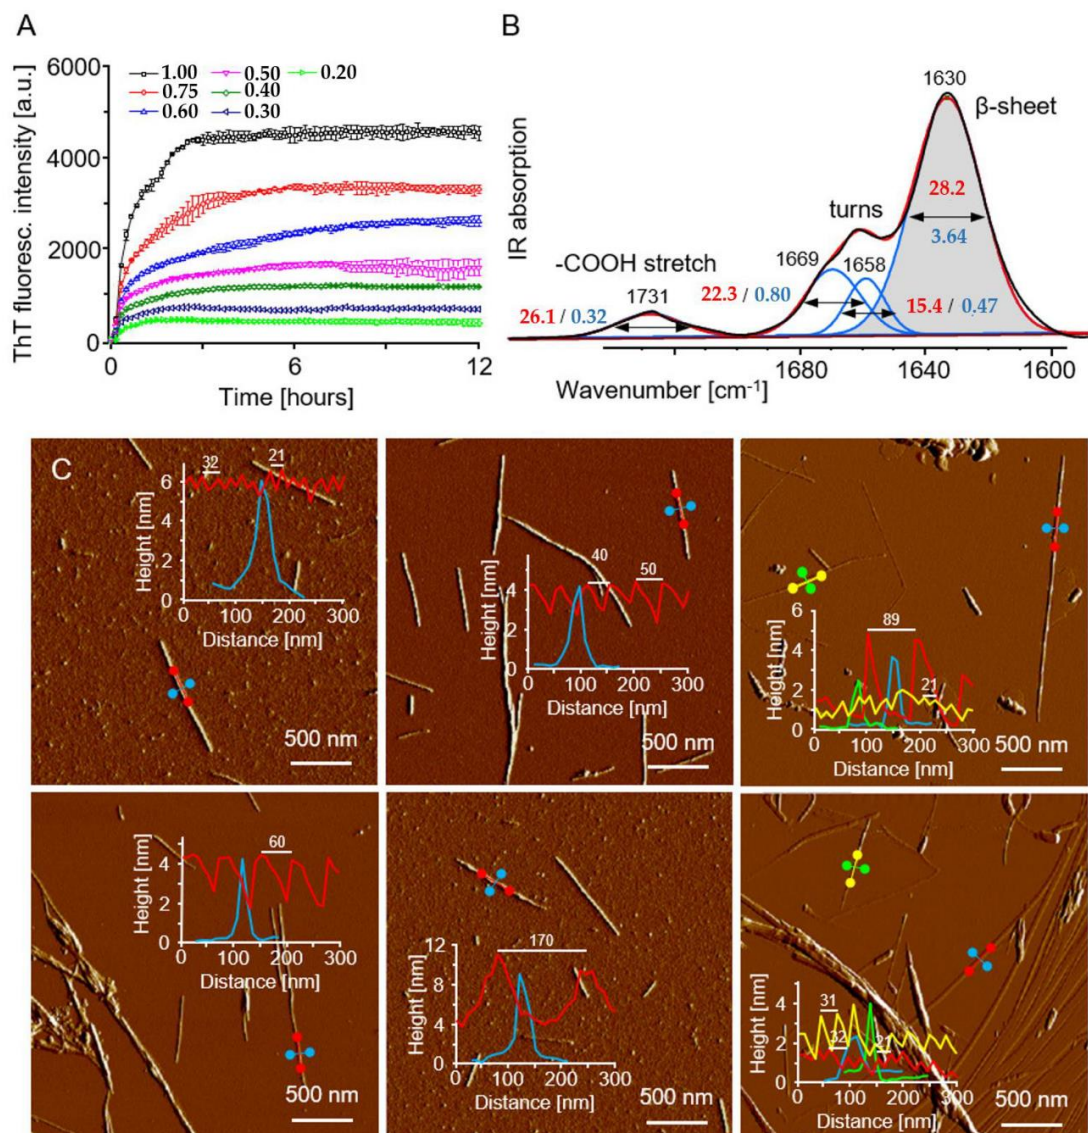 A
ThT fluoresc. intensity [a.u.]
6000
4000
2000
0
1.00
0.75
0.60
0.50
0.40
0.30
0.20
0 6 12
Time [hours]
B
IR absorption
1630
β-sheet
28.2
3.64
turns
1669
1658
-COOH stretch
1731
22.3 / 0.80
26.1 / 0.32
15.4 / 0.47
1680 1640 1600
Wavenumber [cm-1]
C
32 21
Height [nm]
6
4
2
0
0 100 200 300
Distance [nm]
500 nm
40 50
Height [nm]
4
2
0
0 100 200 300
Distance [nm]
500 nm
89
21
Height [nm]
6
4
2
0
0 100 200 300
Distance [nm]
500 nm
60
Height [nm]
4
2
0
0 100 200 300
Distance [nm]
500 nm
170
Height [nm]
12
8
4
0
0 100 200 300
Distance [nm]
500 nm
31
32 21
Height [nm]
4
2
0
0 100 200 300
Distance [nm]
500 nm